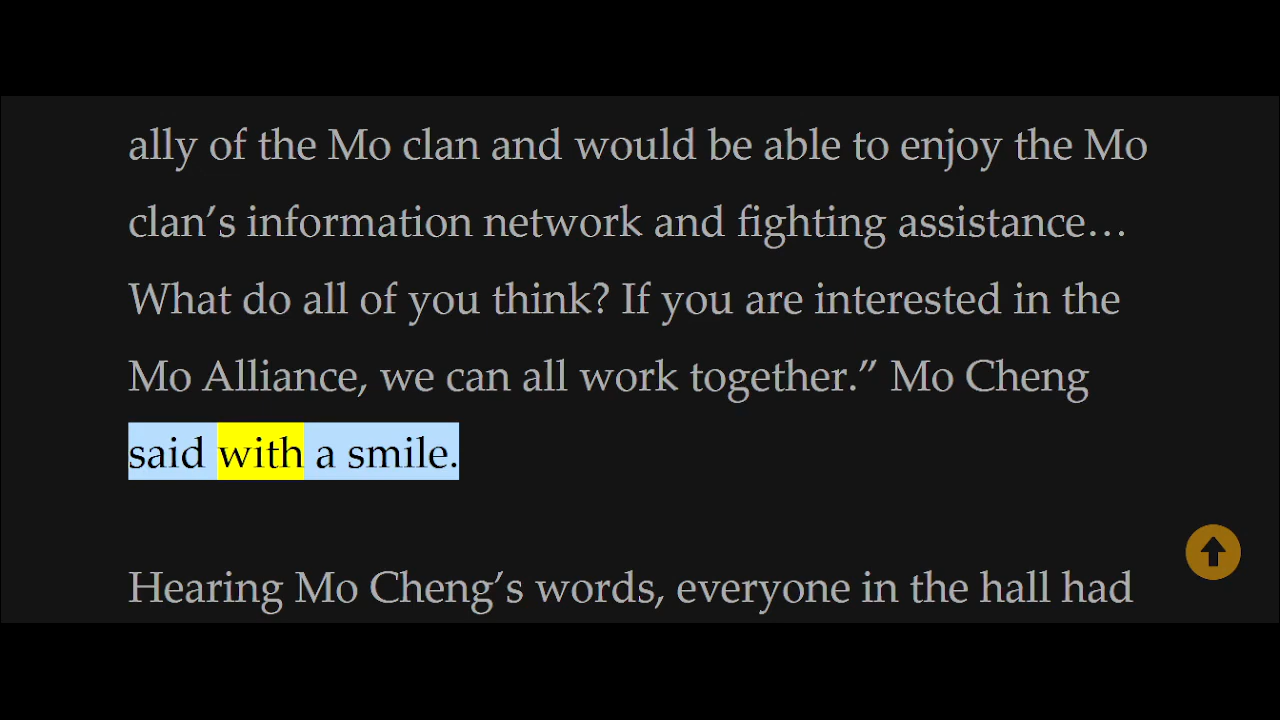 ally of the Mo clan and would be able to enjoy the Mo
clan’s information network and fighting assistance…
What do all of you think? If you are interested in the
Mo Alliance, we can all work together.” Mo Cheng
said with a smile.
Hearing Mo Cheng’s words, everyone in the hall had